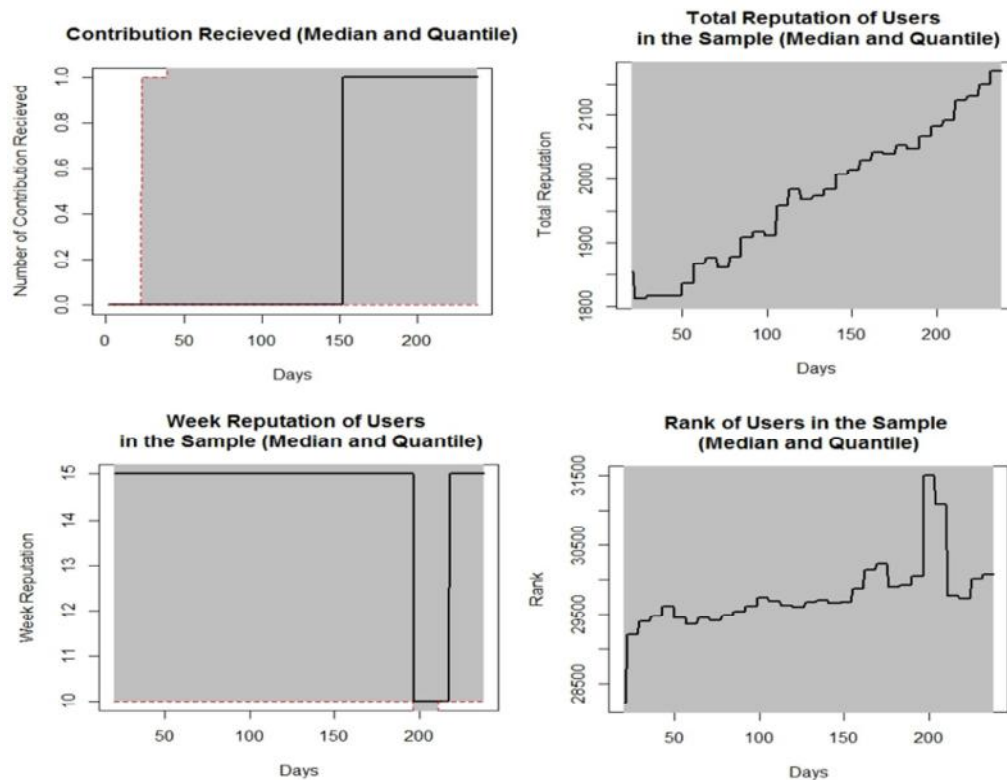 Contribution Recieved (Median and Quantile)
Number of Contribution Recieved
1.0
0.8
0.6
0.4
0.2
0.0
0 50 100 150 200
Days
Total Reputation of Users
in the Sample (Median and Quantile)
Total Reputation
2100
2000
1900
1800
50 100 150 200
Days
Week Reputation of Users
in the Sample (Median and Quantile)
Week Reputation
15
14
13
12
11
10
50 100 150 200
Days
Rank of Users in the Sample
(Median and Quantile)
Rank
31500
30500
29500
28500
50 100 150 200
Days